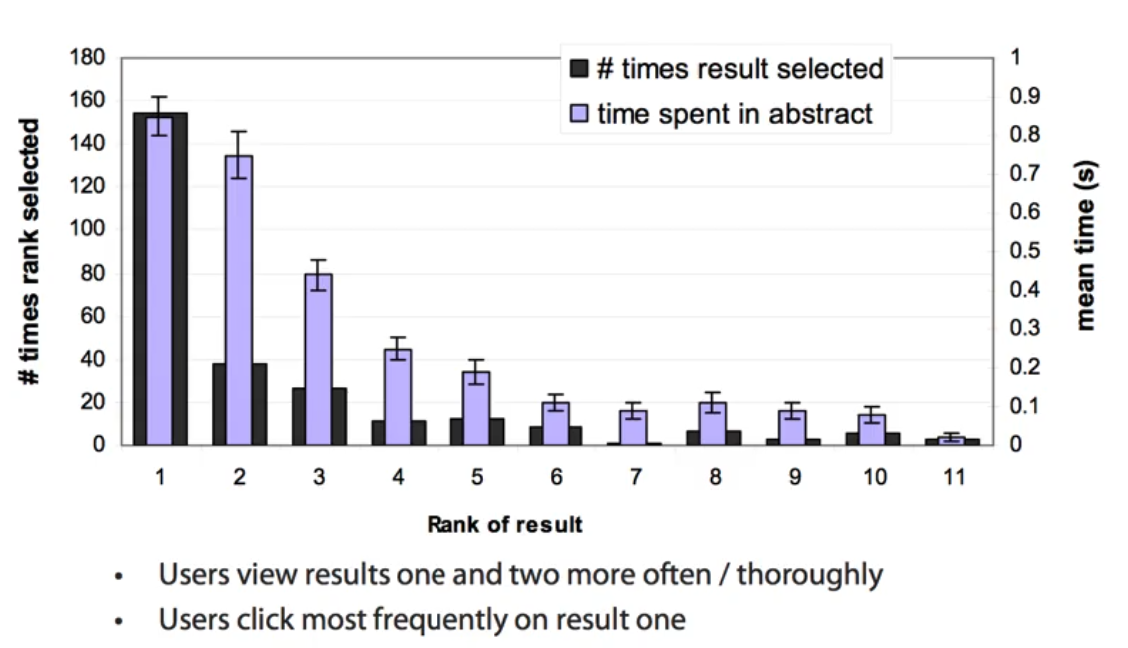 180
160
140
120
100
80
60
40
20
0
# times rank selected
# times result selected
time spent in abstract
1
0.9
0.8
0.7
0.6
0.5
0.4
0.3
0.2
0.1
0
mean time (s)
1 2 3 4 5 6 7 8 9 10 11
Rank of result
• Users view results one and two more often / thoroughly
• Users click most frequently on result one